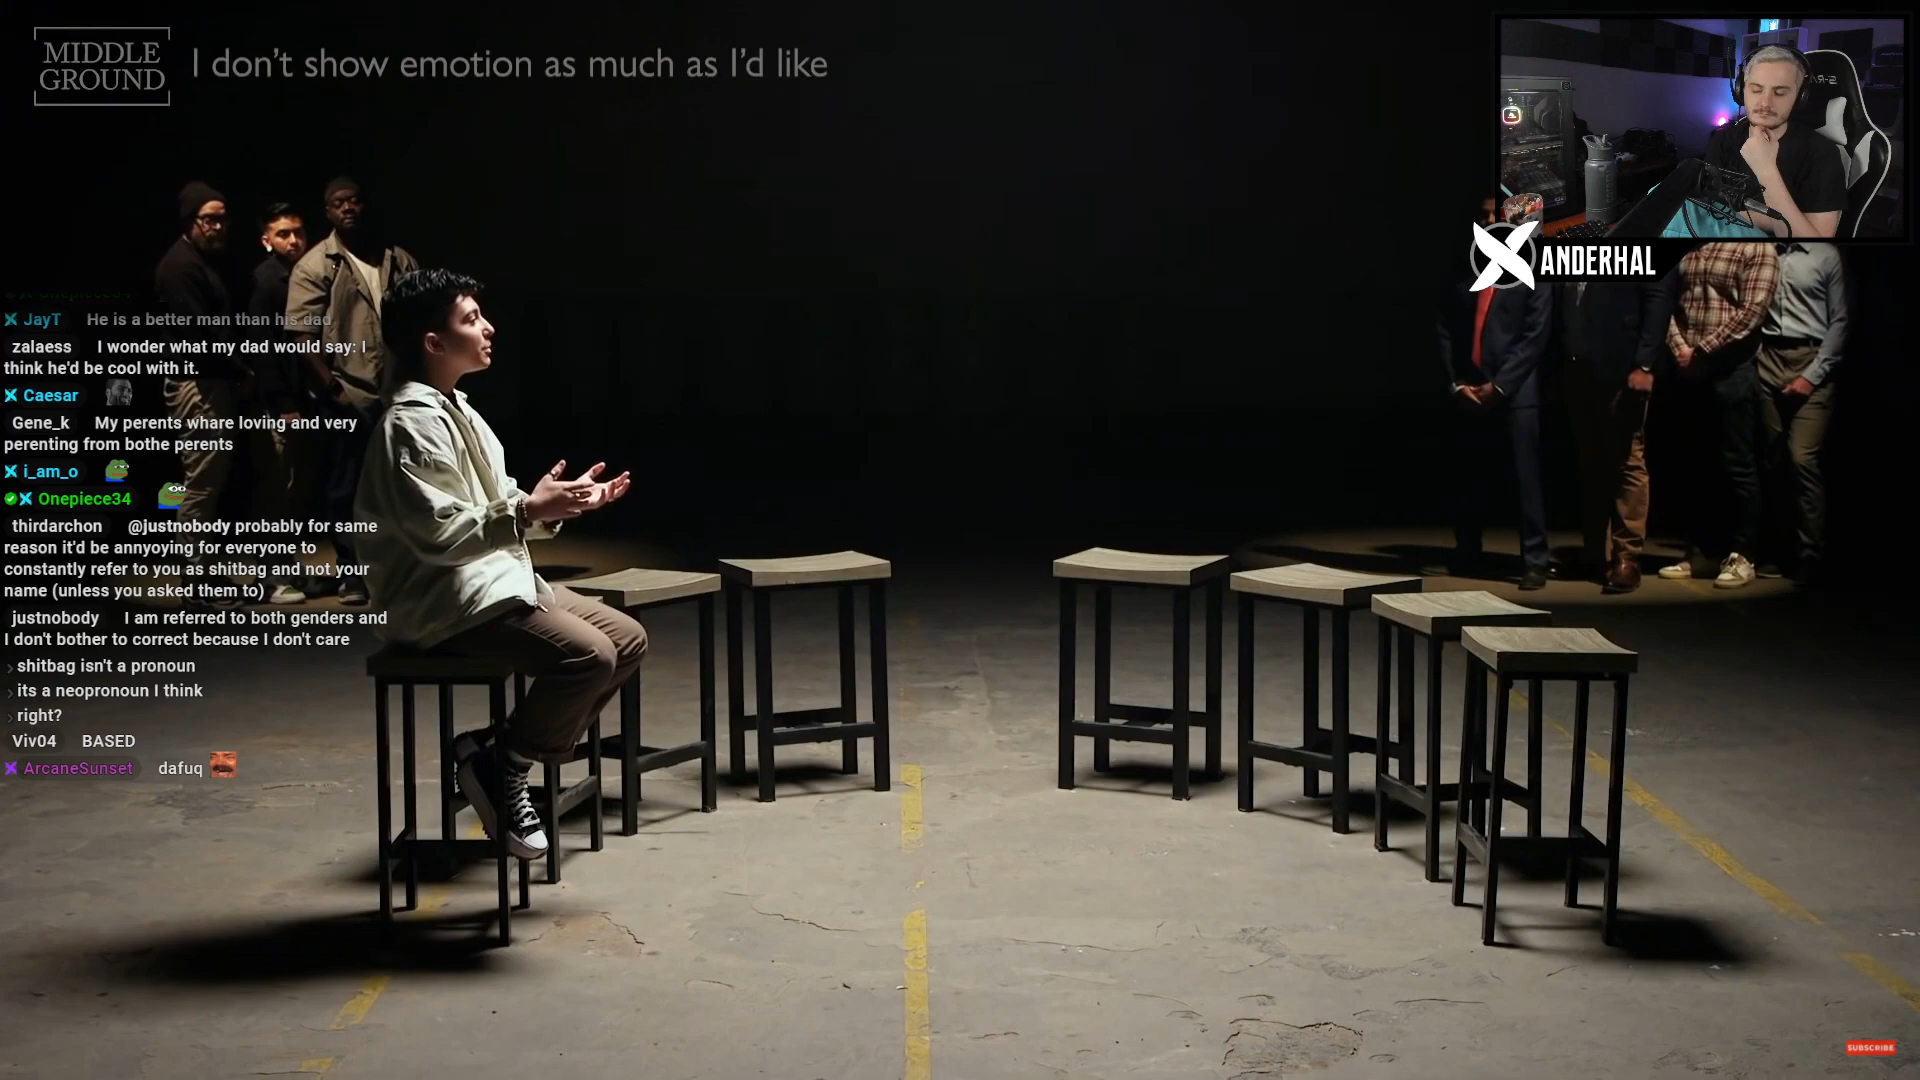 MIDDLE
GROUND
I don't show emotion as much as I'd like
ANDERHAL
JayT He is a better man than his dad
zalaess I wonder what my dad would say: I
think he'd be cool with it.
Caesar
Gene_k My perents whare loving and very
perenting from bothe perents
i_am_o
Onepiece34
thirdarchon @justnobody probably for same
reason it'd be annyoying for everyone to
constantly refer to you as shitbag and not your
name (unless you asked them to)
justnobody I am referred to both genders and
I don't bother to correct because I don't care
shitbag isn't a pronoun
its a neopronoun I think
right?
Viv04 BASED
ArcaneSunset dafuq
SUBSCRIBE